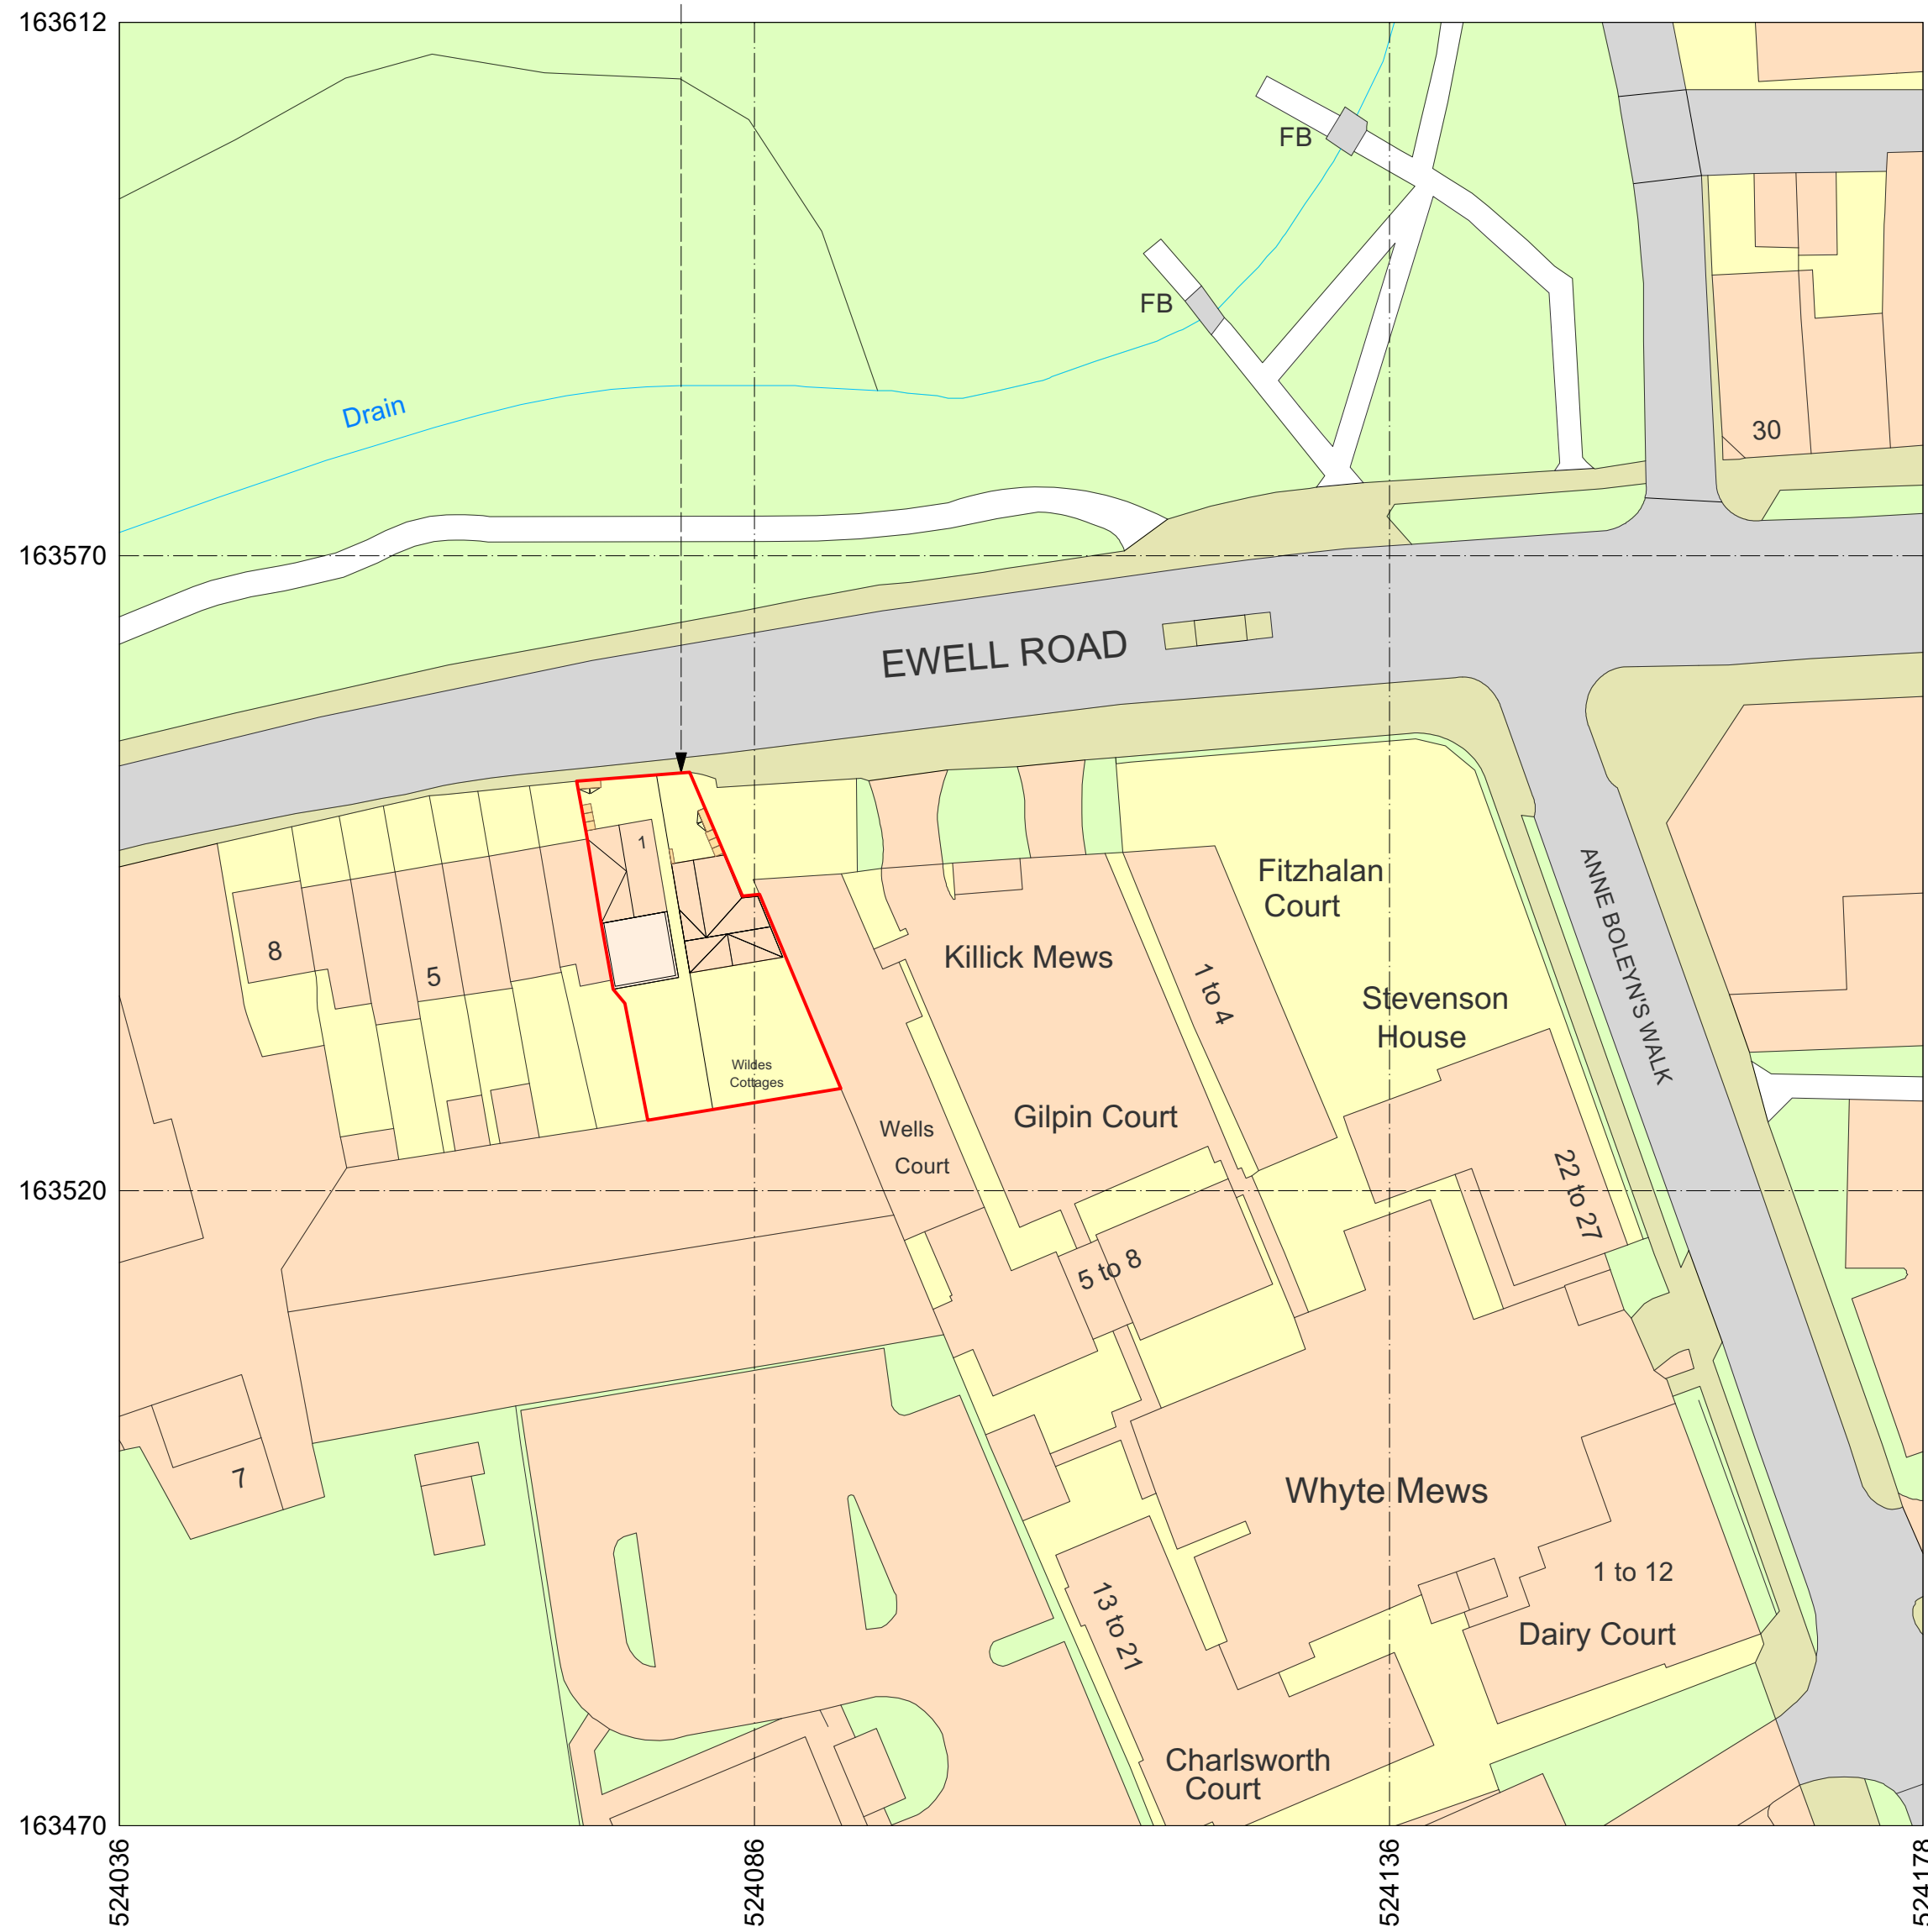 163612
FB
FB
Drain
30
163570
EWELL ROAD
1
Fitzhalan
Court
ANNE BOLEYN'S WALK
8
5
Killick Mews
1 to 4
Stevenson
House
Wildes
Cottages
Gilpin Court
Wells
Court
22 to 27
163520
5 to 8
7
Whyte Mews
1 to 12
13 to 21
Dairy Court
Charlsworth
Court
163470
524036
524086
524136
524178